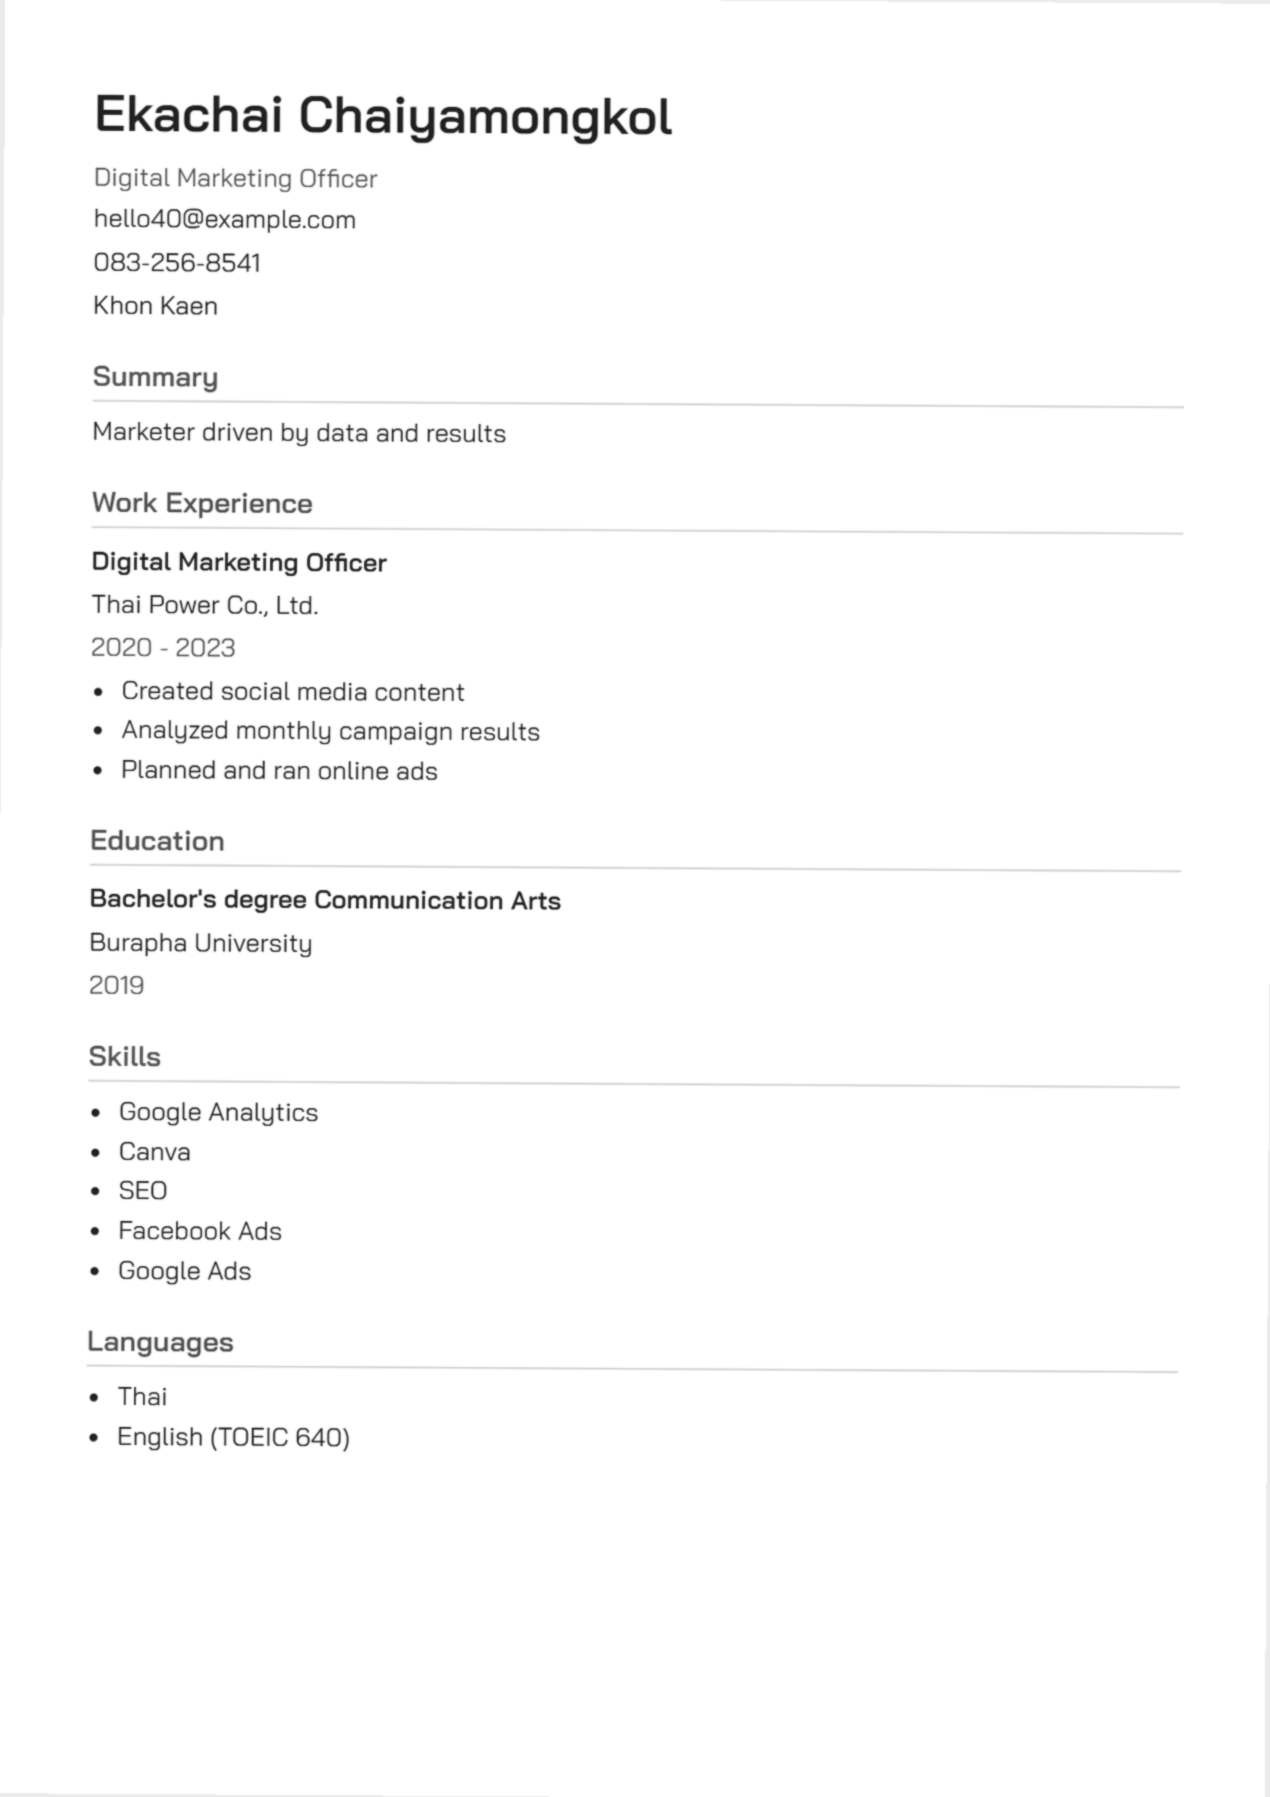 Ekachai Chaiyamongkol
Digital Marketing Officer
hello40@example.com
083-256-8541
Khon Kaen
Summary
Marketer driven by data and results
Work Experience
Digital Marketing Officer
Thai Power Co., Ltd.
2020 - 2023
• Created social media content
• Analyzed monthly campaign results
• Planned and ran online ads
Education
Bachelor's degree Communication Arts
Burapha University
2019
Skills
• Google Analytics
• Canva
• SEO
• Facebook Ads
• Google Ads
Languages
• Thai
• English (TOEIC 640)